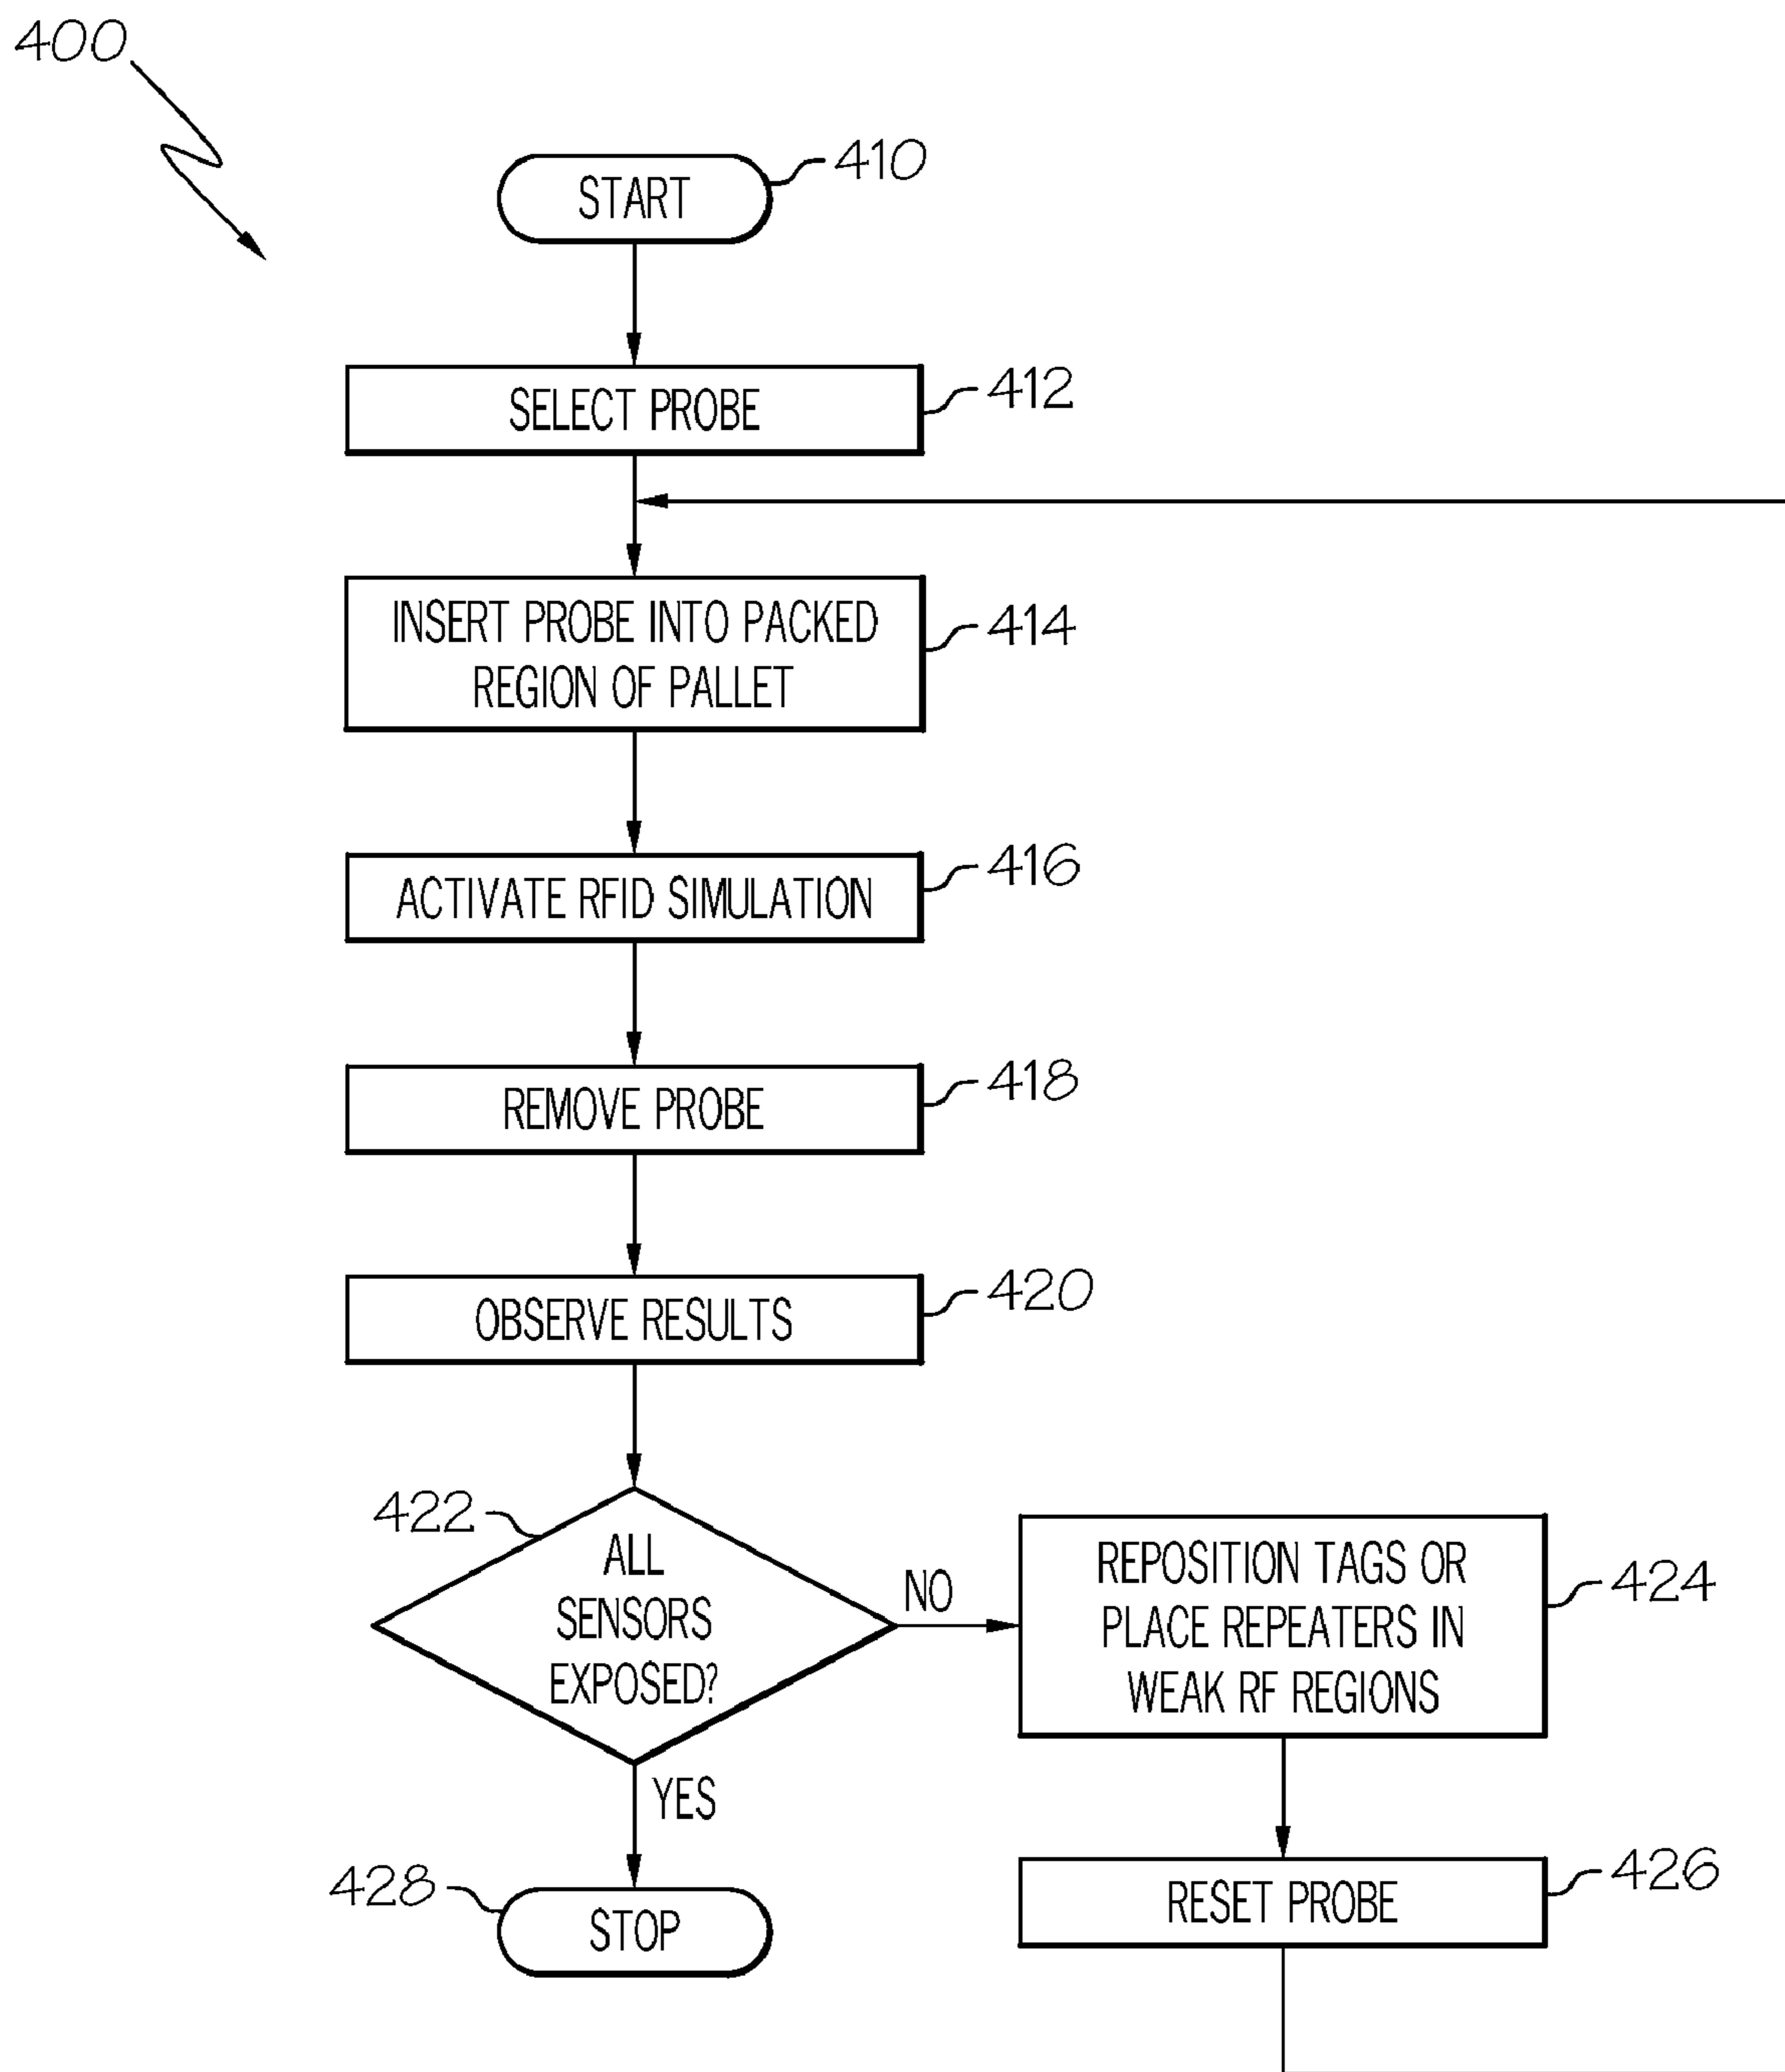 400
START
410
SELECT PROBE
412
INSERT PROBE INTO PACKED
REGION OF PALLET
414
ACTIVATE RFID SIMULATION
416
REMOVE PROBE
418
OBSERVE RESULTS
420
422
ALL
SENSORS
EXPOSED?
NO
REPOSITION TAGS OR
PLACE REPEATERS IN
WEAK RF REGIONS
424
YES
RESET PROBE
426
428
STOP